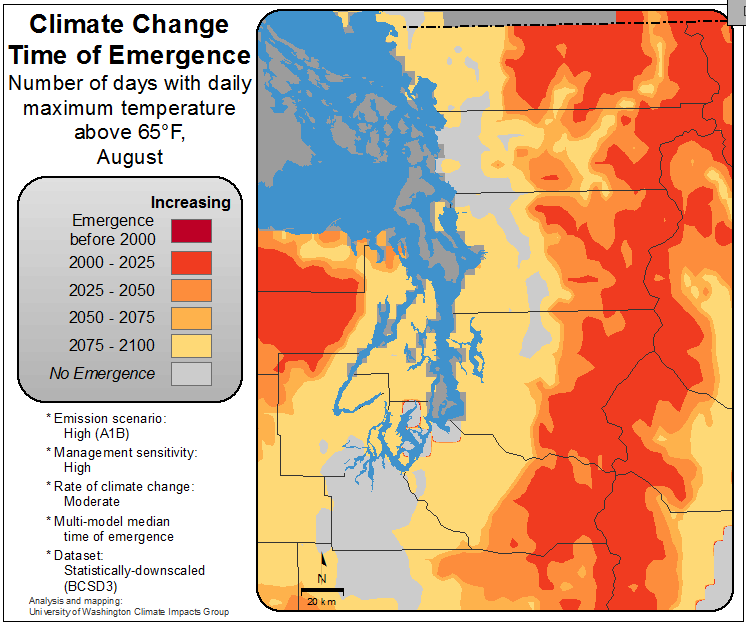 Climate Change
Time of Emergence
Number of days with daily
maximum temperature
above 65°F,
August
Increasing
Emergence
before 2000
2000 - 2025
2025 - 2050
2050 - 2075
2075 - 2100
No Emergence
* Emission scenario:
High (A1B)
* Management sensitivity:
High
* Rate of climate change:
Moderate
* Multi-model median
time of emergence
* Dataset:
Statistically-downscaled
(BCSD3)
Analysis and mapping:
University of Washington Climate Impacts Group
N
20 km